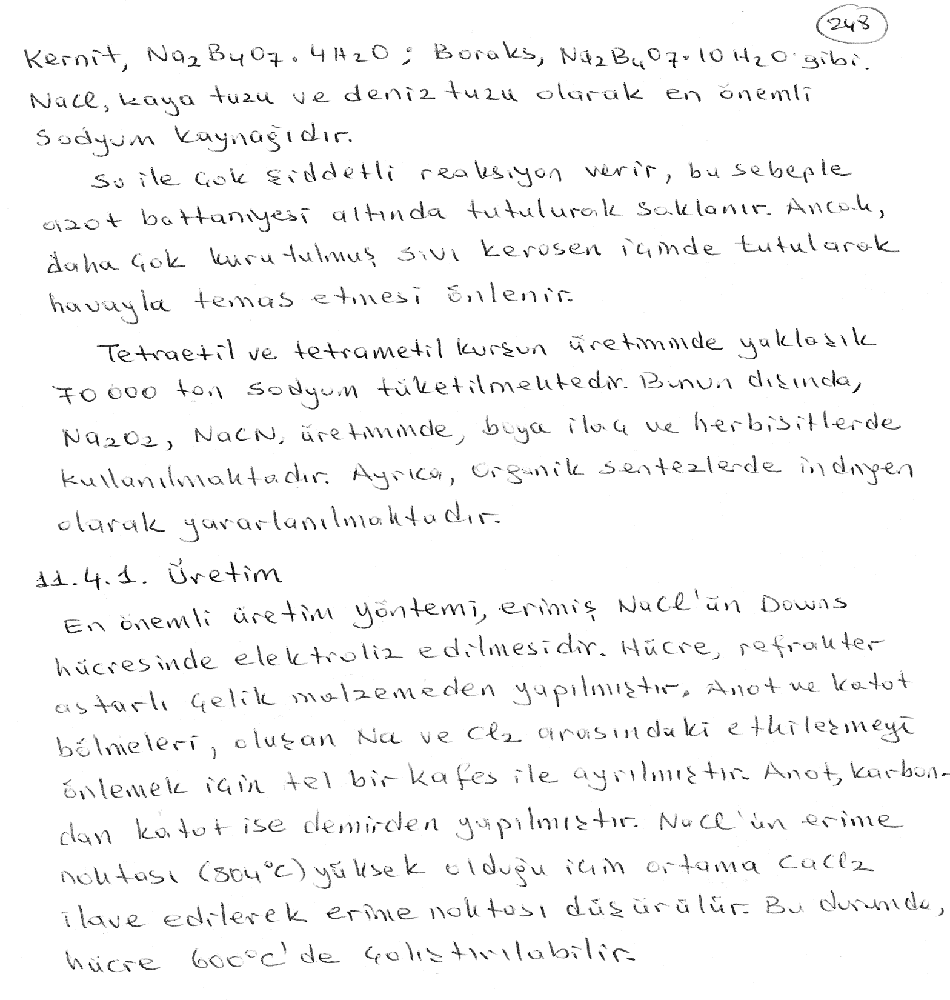 248
Kernit, Na2B4O7.4H2O; Boraks, Na2B4O7.10H2O gibi.
NaCl, kaya tuzu ve deniz tuzu olarak en önemli
sodyum kaynağıdır.
Su ile çok şiddetli reaksiyon verir, bu sebeple
azot battaniyesi altında tutularak saklanır. Ancak,
daha çok kurutulmuş sıvı kerosen içinde tutularak
havayla temas etmesi önlenir.
Tetraetil ve tetrametil kurşun üretiminde yaklaşık
70 000 ton sodyum tüketilmektedir. Bunun dışında,
Na2O2, NaCN, üretiminde, boya ilaç ve herbisitlerde
kullanılmaktadır. Ayrıca, organik sentezlerde indirgen
olarak yararlanılmaktadır.
11.4.1. Üretim
En önemli üretim yöntemi, erimiş NaCl'ün Downs
hücresinde elektroliz edilmesidir. Hücre, refrakter
astarlı çelik malzemeden yapılmıştır. Anot ve katot
bölmeleri, oluşan Na ve Cl2 arasındaki etkileşmeyi
önlemek için tel bir kafes ile ayrılmıştır. Anot, karbon-
dan katot ise demirden yapılmıştır. NaCl'ün erime
noktası (804°C) yüksek olduğu için ortama CaCl2
ilave edilerek erime noktası düşürülür. Bu durumda,
hücre 600°C'de çalıştırılabilir.